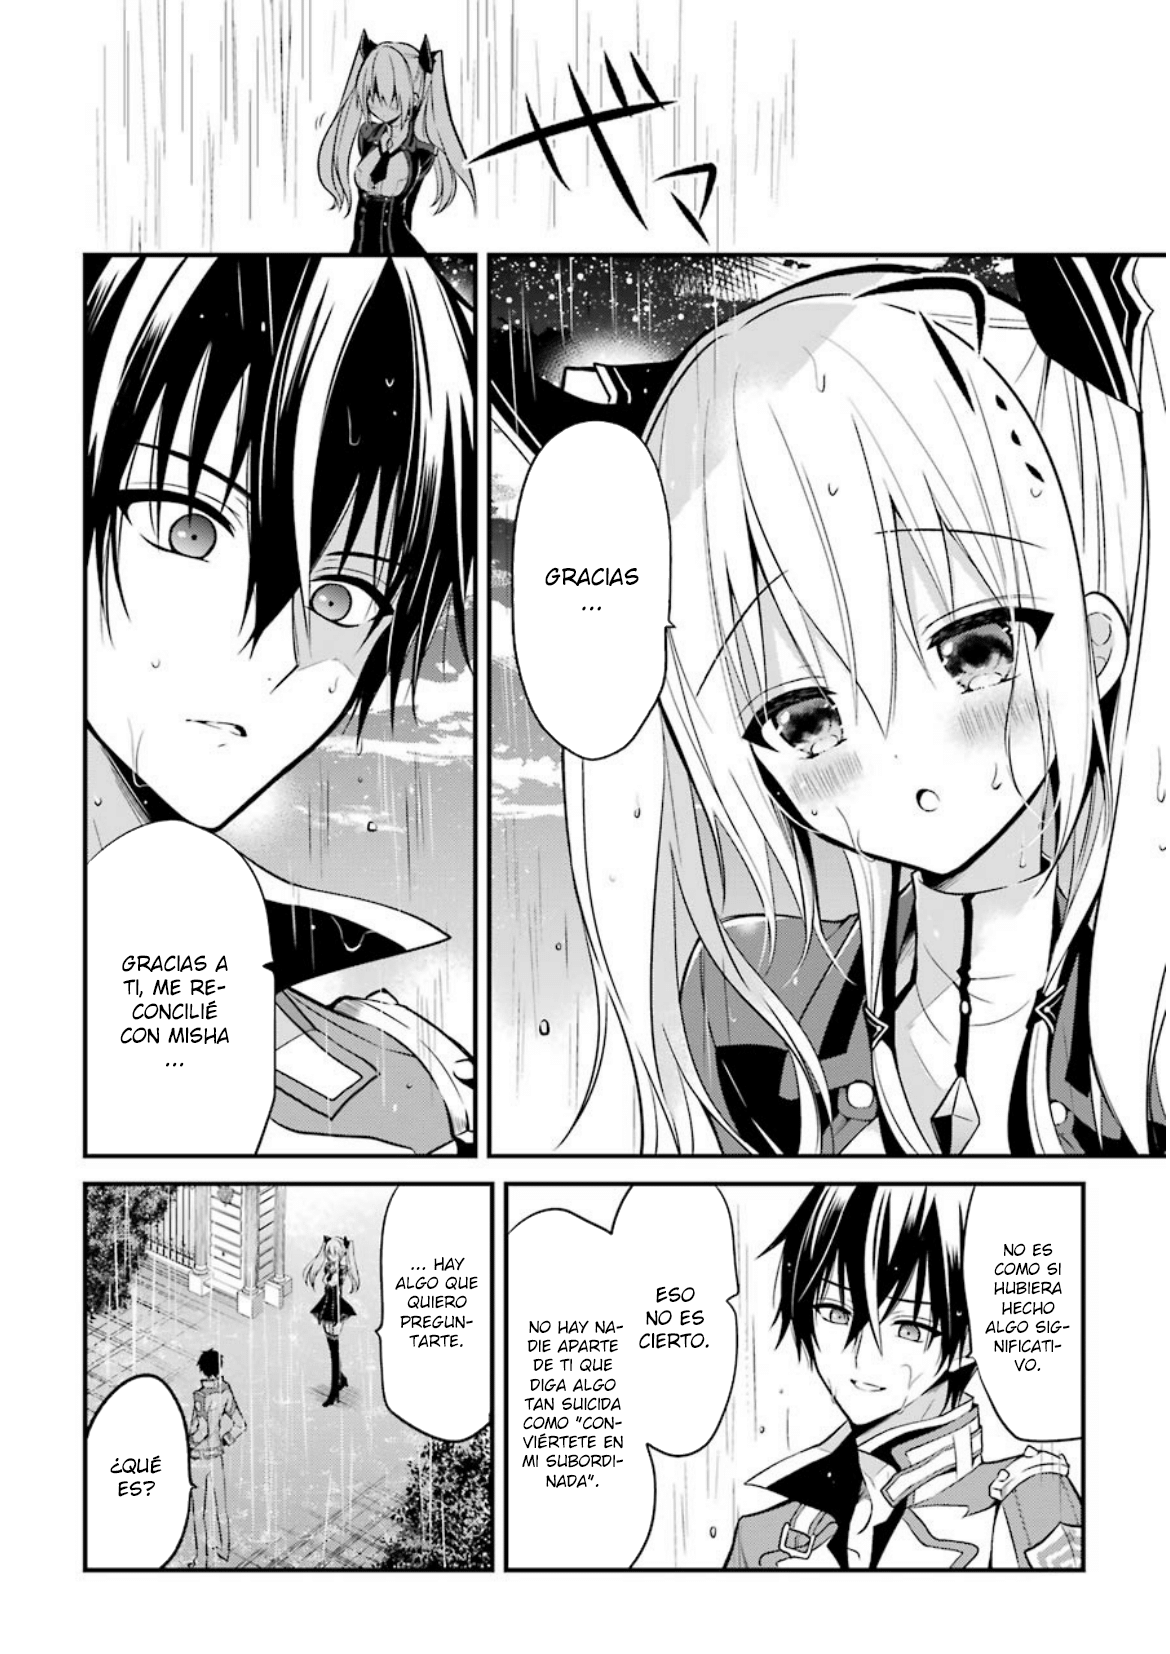 ザッ
GRACIAS
...
GRACIAS A
TI, ME RE-
CONCILIÉ
CON MISHA
...
NO ES
COMO SI
HUBIERA
HECHO
ALGO SIG-
NIFICATI-
VO.
ESO
NO ES
CIERTO.
NO HAY NA-
DIE APARTE
DE TI QUE
DIGA ALGO
TAN SUICIDA
COMO "CON-
VIÉRTETE EN
MI SUBORDI-
NADA".
... HAY
ALGO QUE
QUIERO
PREGUN-
TARTE.
¿QUÉ
ES?